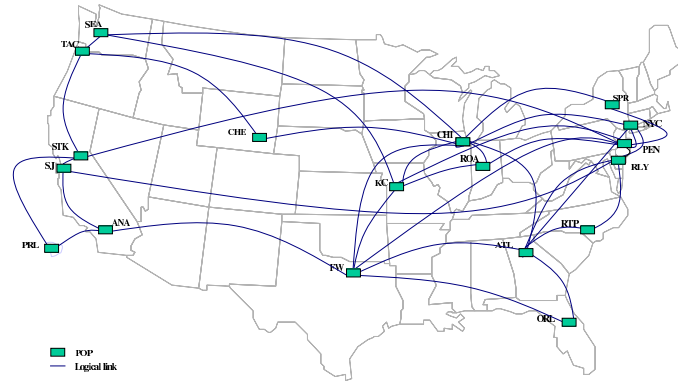 SEA
TAC
SPR
NYC
CHE
CHI
PEN
STK
ROA
RLY
SJ
KC
ANA
RTP
PRL
ATL
FW
ORL
POP
Logical link